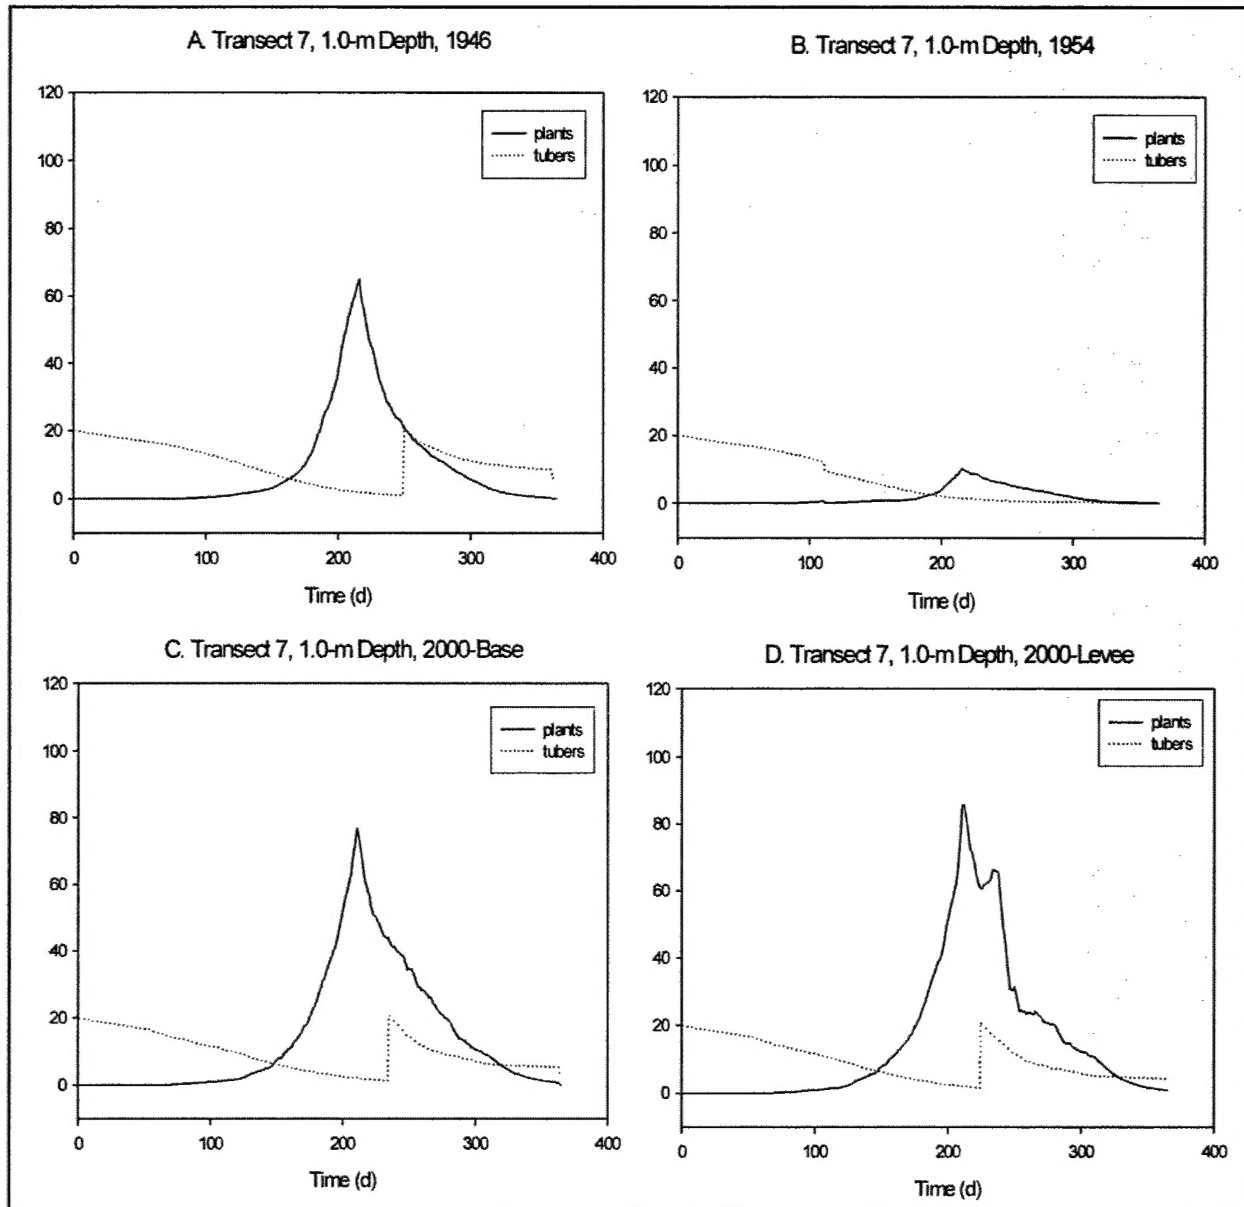 A. Transect 7, 1.0-m Depth, 1946
120
100
80
60
40
20
0
plants
tubers
0 100 200 300 400
Time (d)
B. Transect 7, 1.0-m Depth, 1954
120
100
80
60
40
20
0
plants
tubers
0 100 200 300 400
Time (d)
C. Transect 7, 1.0-m Depth, 2000-Base
120
100
80
60
40
20
0
plants
tubers
0 100 200 300 400
Time (d)
D. Transect 7, 1.0-m Depth, 2000-Levee
120
100
80
60
40
20
0
plants
tubers
0 100 200 300 400
Time (d)